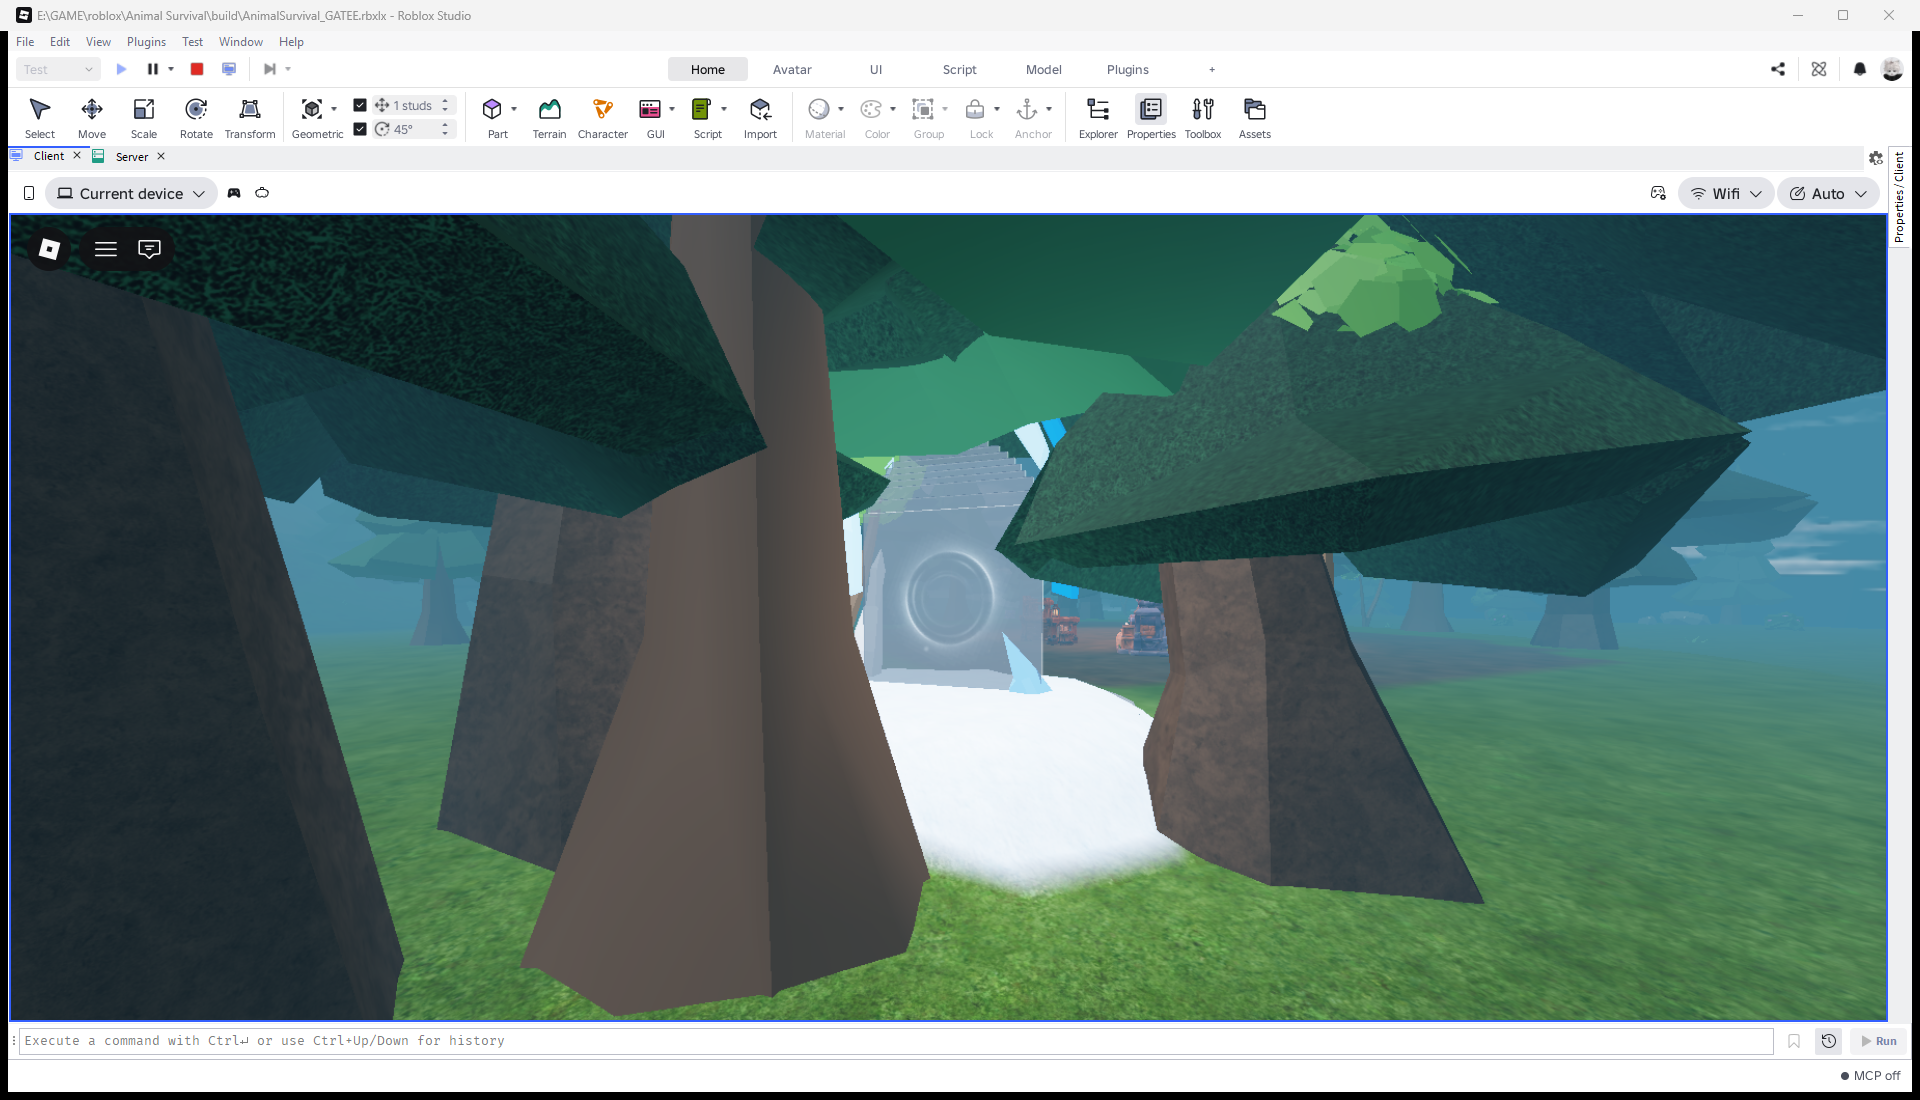 E:\GAME\roblox\Animal Survival\build\AnimalSurvival_GATEE.rbxlx - Roblox Studio
File Edit View Plugins Test Window Help
Test
Home Avatar UI Script Model Plugins +
1 studs
45°
Select Move Scale Rotate Transform Geometric Part Terrain Character GUI Script Import Material Color Group Lock Anchor Explorer Properties Toolbox Assets
Client Server
Properties / Client
Current device
Wifi
Auto
Execute a command with Ctrl↵ or use Ctrl+Up/Down for history
Run
MCP off